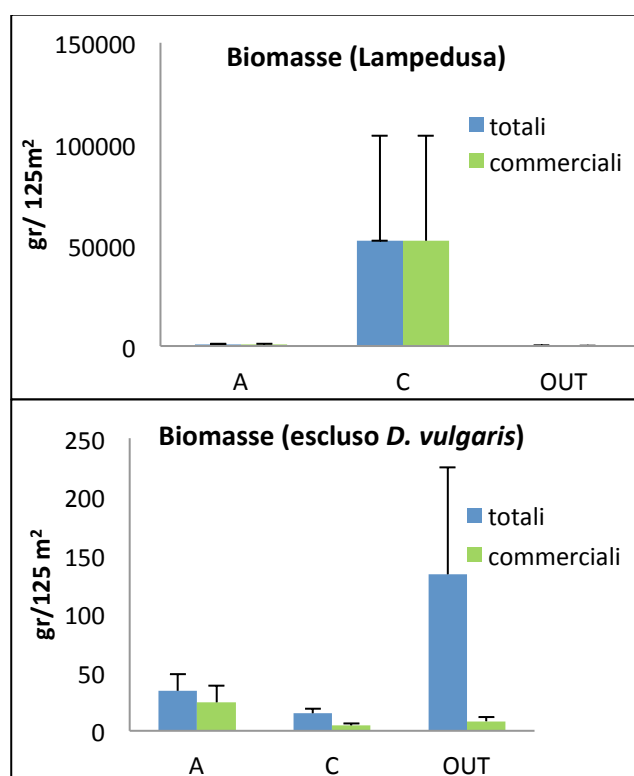 Biomasse (Lampedusa)
gr/ 125m²
150000
100000
50000
0
totali
commerciali
A C OUT
Biomasse (escluso D. vulgaris)
gr/125 m²
250
200
150
100
50
0
totali
commerciali
A C OUT